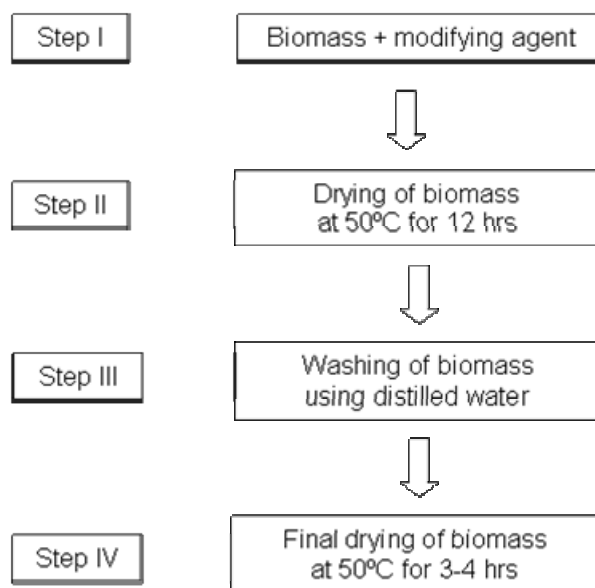 Step I
Biomass + modifying agent
Step II
Drying of biomass
at 50ºC for 12 hrs
Step III
Washing of biomass
using distilled water
Step IV
Final drying of biomass
at 50ºC for 3-4 hrs